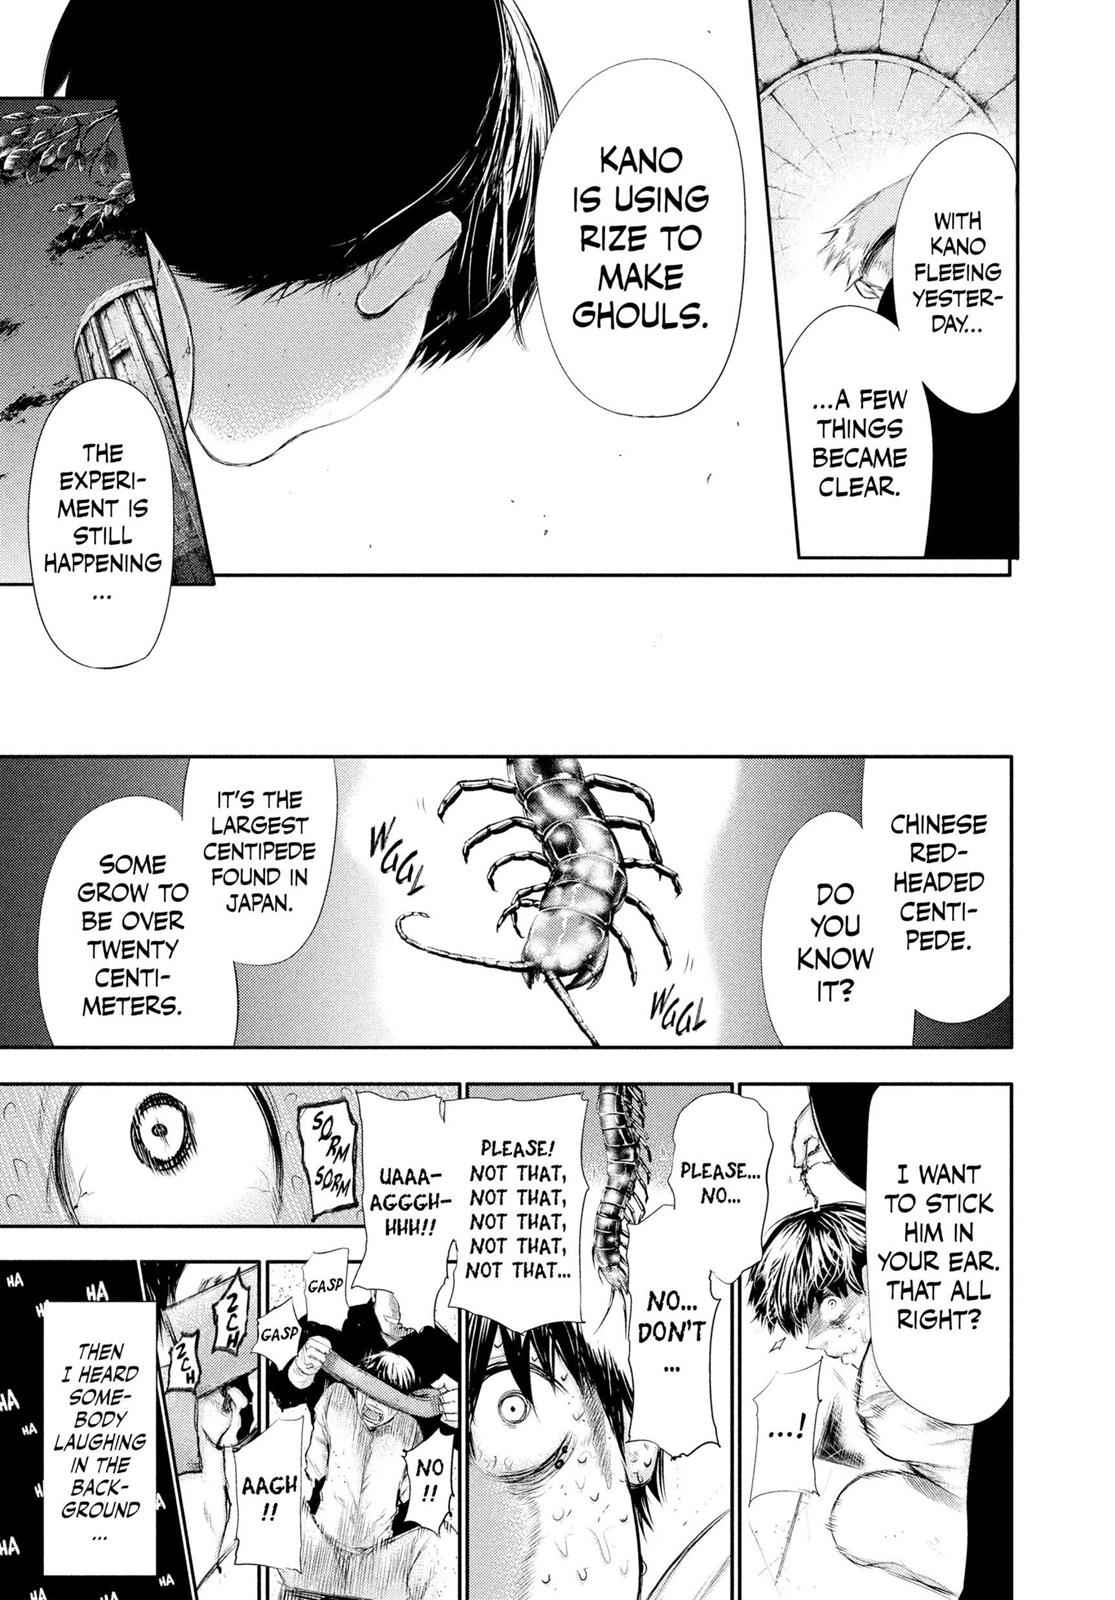 WITH
KANO
FLEEING
YESTER-
DAY...
...A FEW
THINGS
BECAME
CLEAR.
KANO
IS USING
RIZE TO
MAKE
GHOULS.
THE
EXPERI-
MENT IS
STILL
HAPPENING
...
CHINESE
RED-
HEADED
CENTI-
PEDE.
DO
YOU
KNOW
IT?
WGGL
WGGL
IT'S THE
LARGEST
CENTIPEDE
FOUND IN
JAPAN.
SOME
GROW TO
BE OVER
TWENTY
CENTI-
METERS.
I WANT
TO STICK
HIM IN
YOUR EAR.
THAT ALL
RIGHT?
...!
PLEASE...
NO...
NO...
DON'T
...
PLEASE!
NOT THAT,
NOT THAT,
NOT THAT,
NOT THAT,
NOT THAT...
UAAA-
AGGGH-
HHH!!
SQRM
SQRM
GASP
GASP
NO
!!
AAGH
!!
ZCH
ZCH
HA
HA
HA
HA
HA
HA
HA
HA
HA
HA
THEN
I HEARD
SOME-
BODY
LAUGHING
IN THE
BACK-
GROUND
...